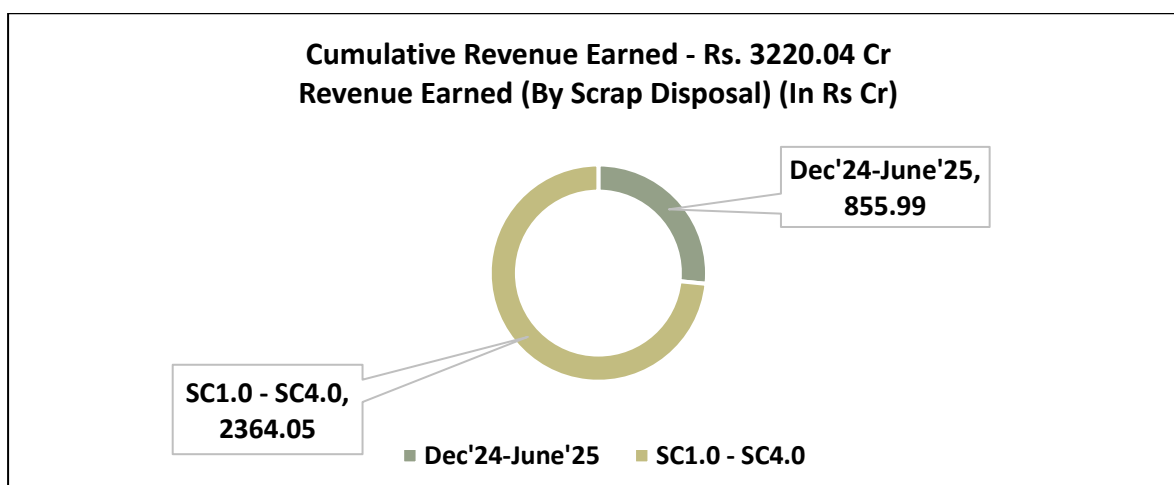 Cumulative Revenue Earned - Rs. 3220.04 Cr
Revenue Earned (By Scrap Disposal) (In Rs Cr)
Dec'24-June'25,
855.99
SC1.0 - SC4.0,
2364.05
Dec'24-June'25 SC1.0 - SC4.0